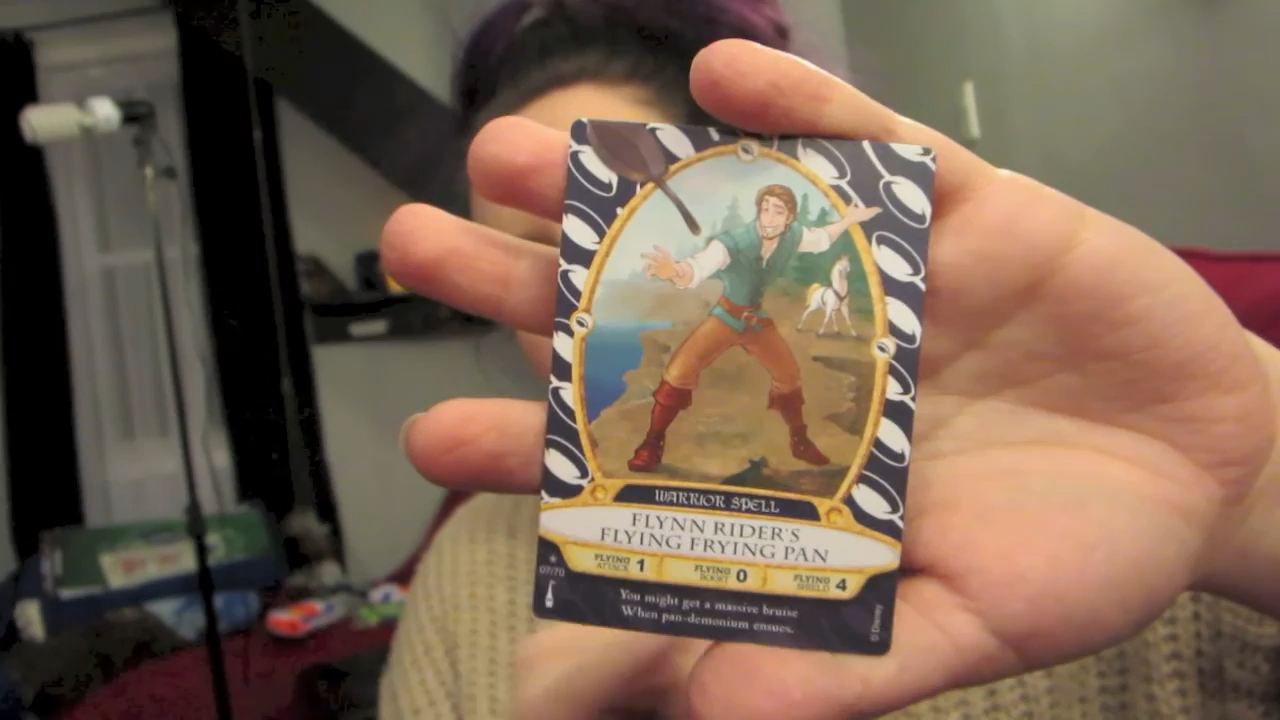 WARRIOR SPELL
FLYNN RIDER'S
FLYING FRYING PAN
FLYING ATTACK 1 FLYING BOOST 0 FLYING SHIELD 4
07/70
You might get a massive bruise
When pan-demonium ensues.
© Disney